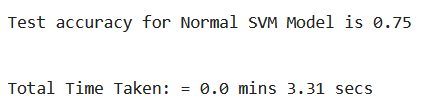 Test accuracy for Normal SVM Model is 0.75
Total Time Taken: = 0.0 mins 3.31 secs